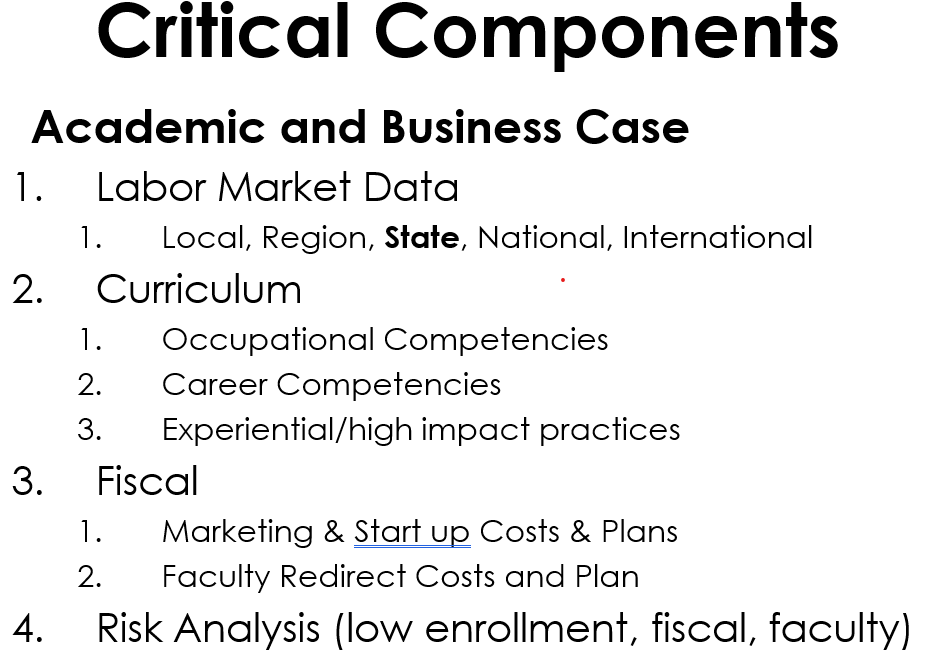 Critical Components
Academic and Business Case
1. Labor Market Data
1. Local, Region, State, National, International
2. Curriculum
1. Occupational Competencies
2. Career Competencies
3. Experiential/high impact practices
3. Fiscal
1. Marketing & Start up Costs & Plans
2. Faculty Redirect Costs and Plan
4. Risk Analysis (low enrollment, fiscal, faculty)